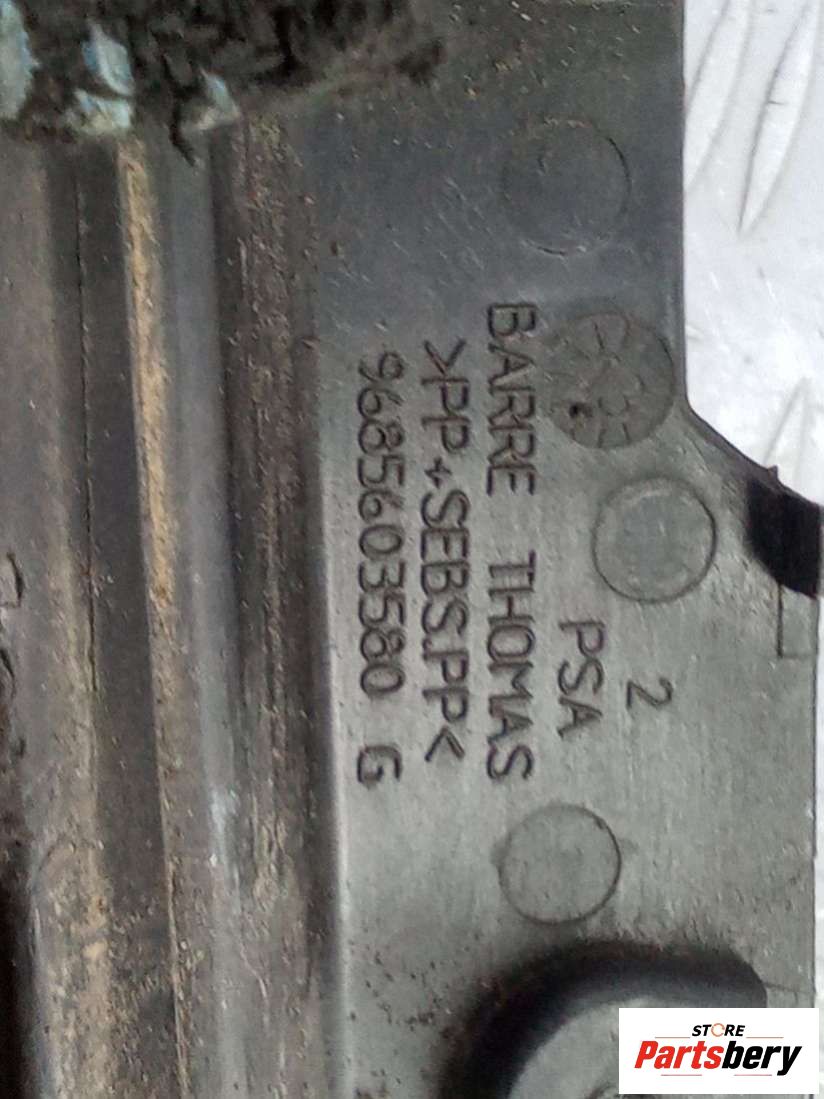 2
PSA
BARRE THOMAS
>PP+SEBS.PP<
9685603580 G
STORE
Partsbery